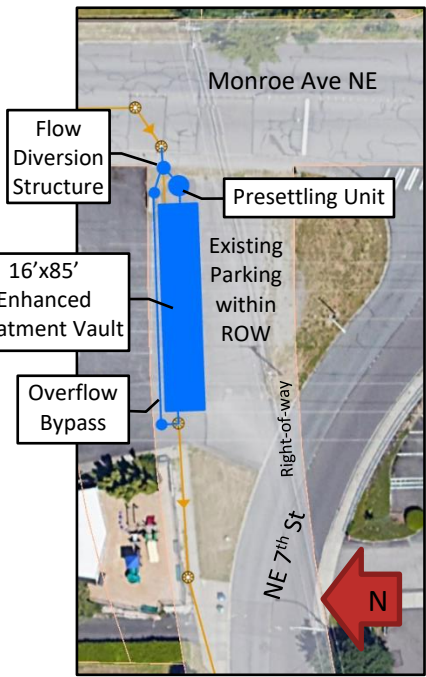 Monroe Ave NE
Flow
Diversion
Structure
Presettling Unit
Existing
Parking
within
ROW
16’x85’
Enhanced
atment Vault
Overflow
Bypass
Right-of-way
NE 7th St
N